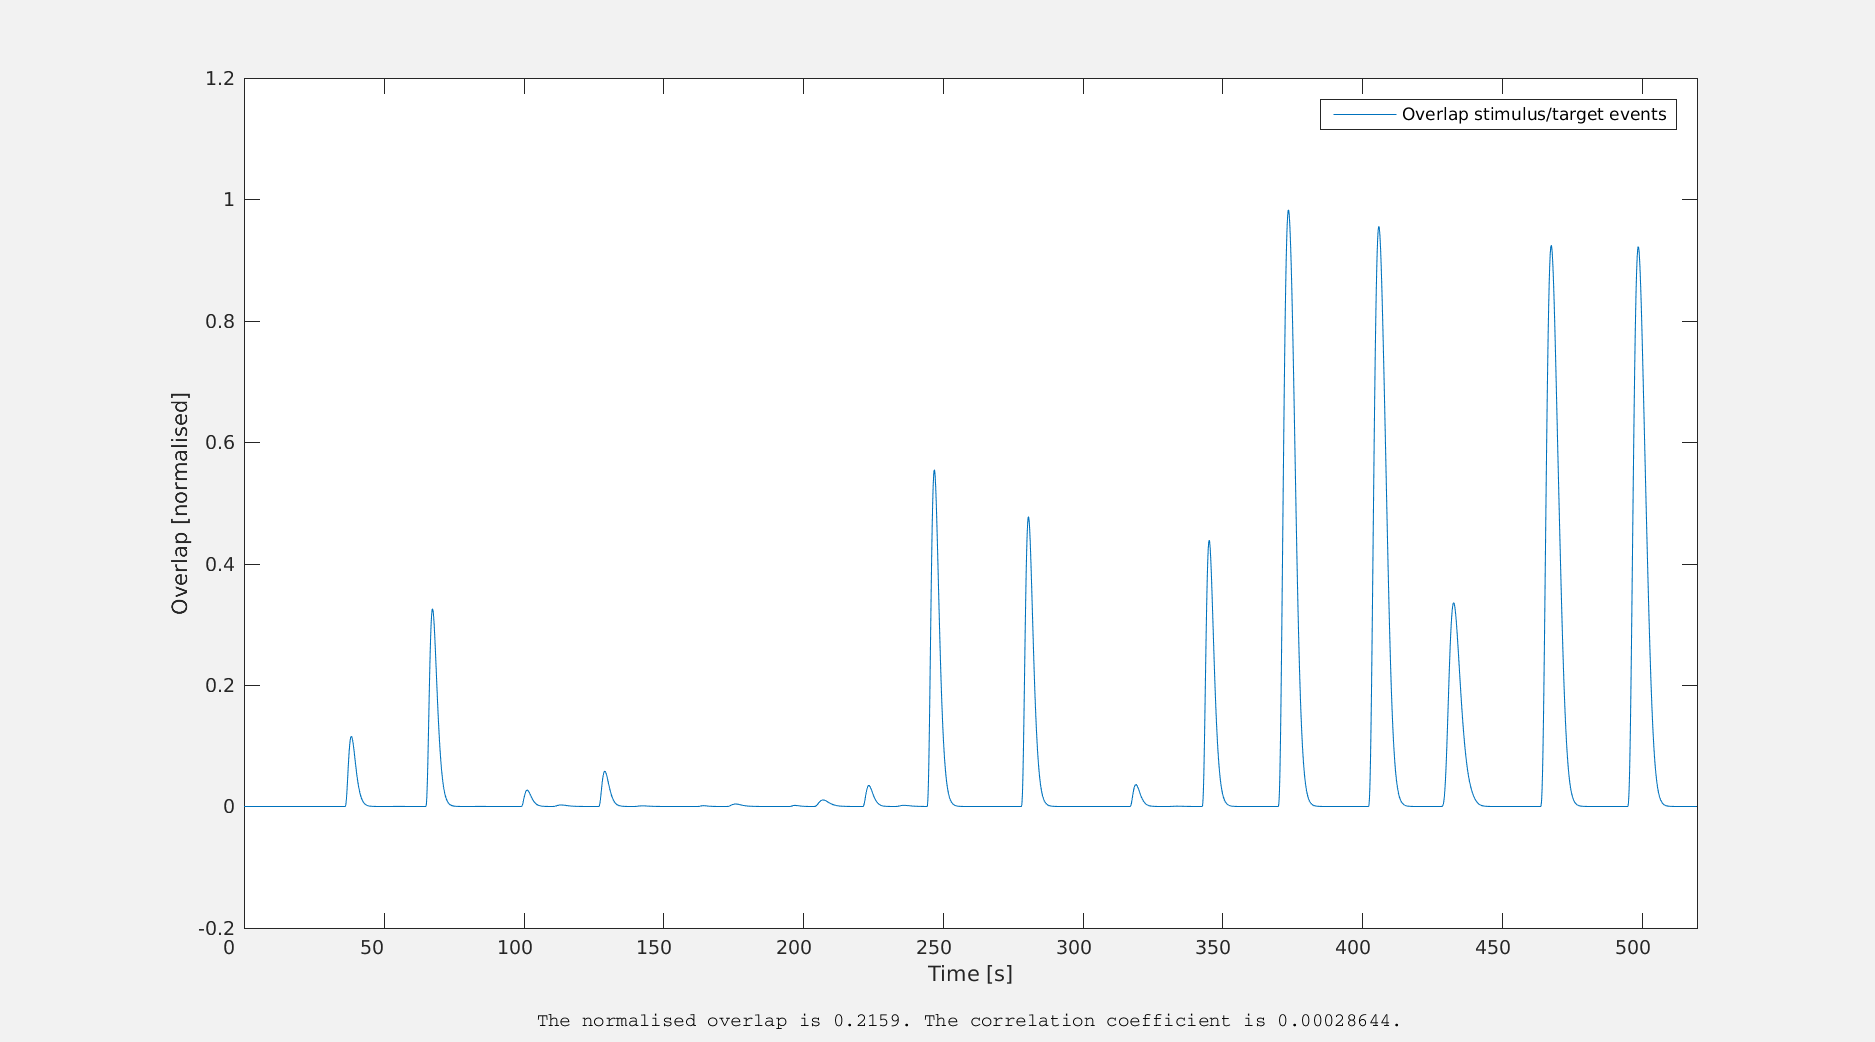 1.2
Overlap stimulus/target events
1
0.8
0.6
0.4
0.2
0
-0.2
Overlap [normalised]
0 50 100 150 200 250 300 350 400 450 500
Time [s]
The normalised overlap is 0.2159. The correlation coefficient is 0.00028644.